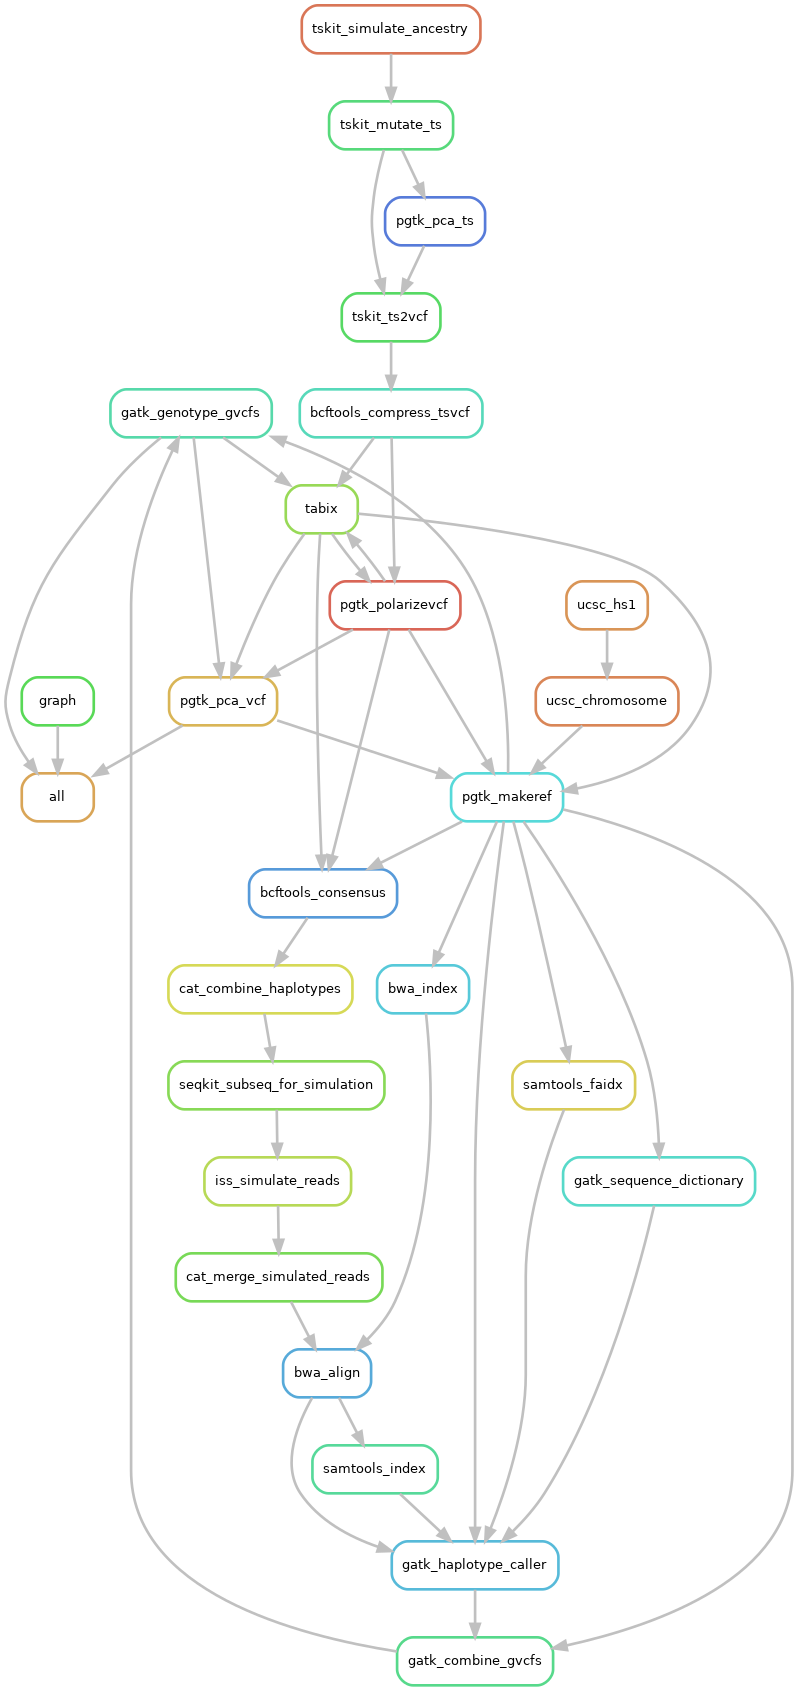 tskit_simulate_ancestry
tskit_mutate_ts
pgtk_pca_ts
tskit_ts2vcf
gatk_genotype_gvcfs
bcftools_compress_tsvcf
tabix
pgtk_polarizevcf
ucsc_hs1
graph
pgtk_pca_vcf
ucsc_chromosome
all
pgtk_makeref
bcftools_consensus
cat_combine_haplotypes
bwa_index
seqkit_subseq_for_simulation
samtools_faidx
iss_simulate_reads
gatk_sequence_dictionary
cat_merge_simulated_reads
bwa_align
samtools_index
gatk_haplotype_caller
gatk_combine_gvcfs